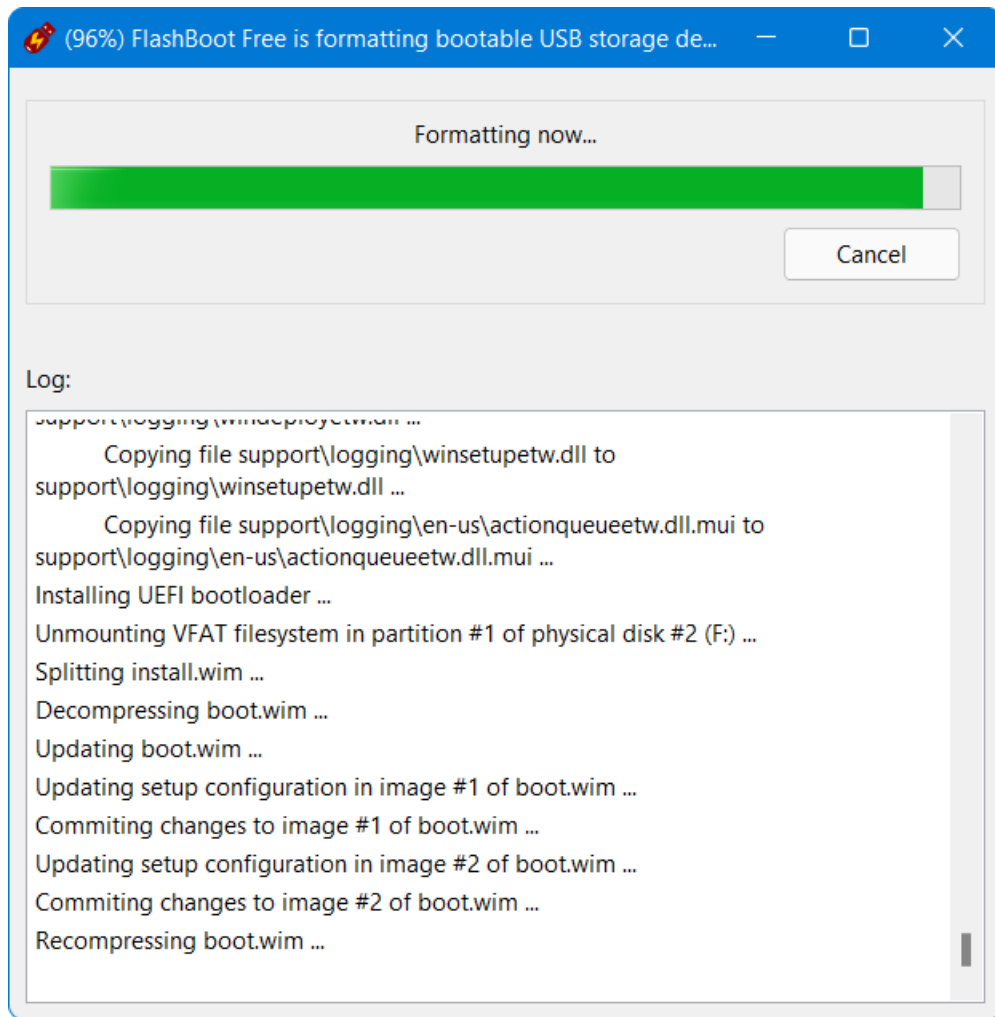 (96%) FlashBoot Free is formatting bootable USB storage de...
Formatting now...
Cancel
Log:
support\logging\windeployetw.dll ...
Copying file support\logging\winsetupetw.dll to
support\logging\winsetupetw.dll ...
Copying file support\logging\en-us\actionqueueetw.dll.mui to
support\logging\en-us\actionqueueetw.dll.mui ...
Installing UEFI bootloader ...
Unmounting VFAT filesystem in partition #1 of physical disk #2 (F:) ...
Splitting install.wim ...
Decompressing boot.wim ...
Updating boot.wim ...
Updating setup configuration in image #1 of boot.wim ...
Commiting changes to image #1 of boot.wim ...
Updating setup configuration in image #2 of boot.wim ...
Commiting changes to image #2 of boot.wim ...
Recompressing boot.wim ...